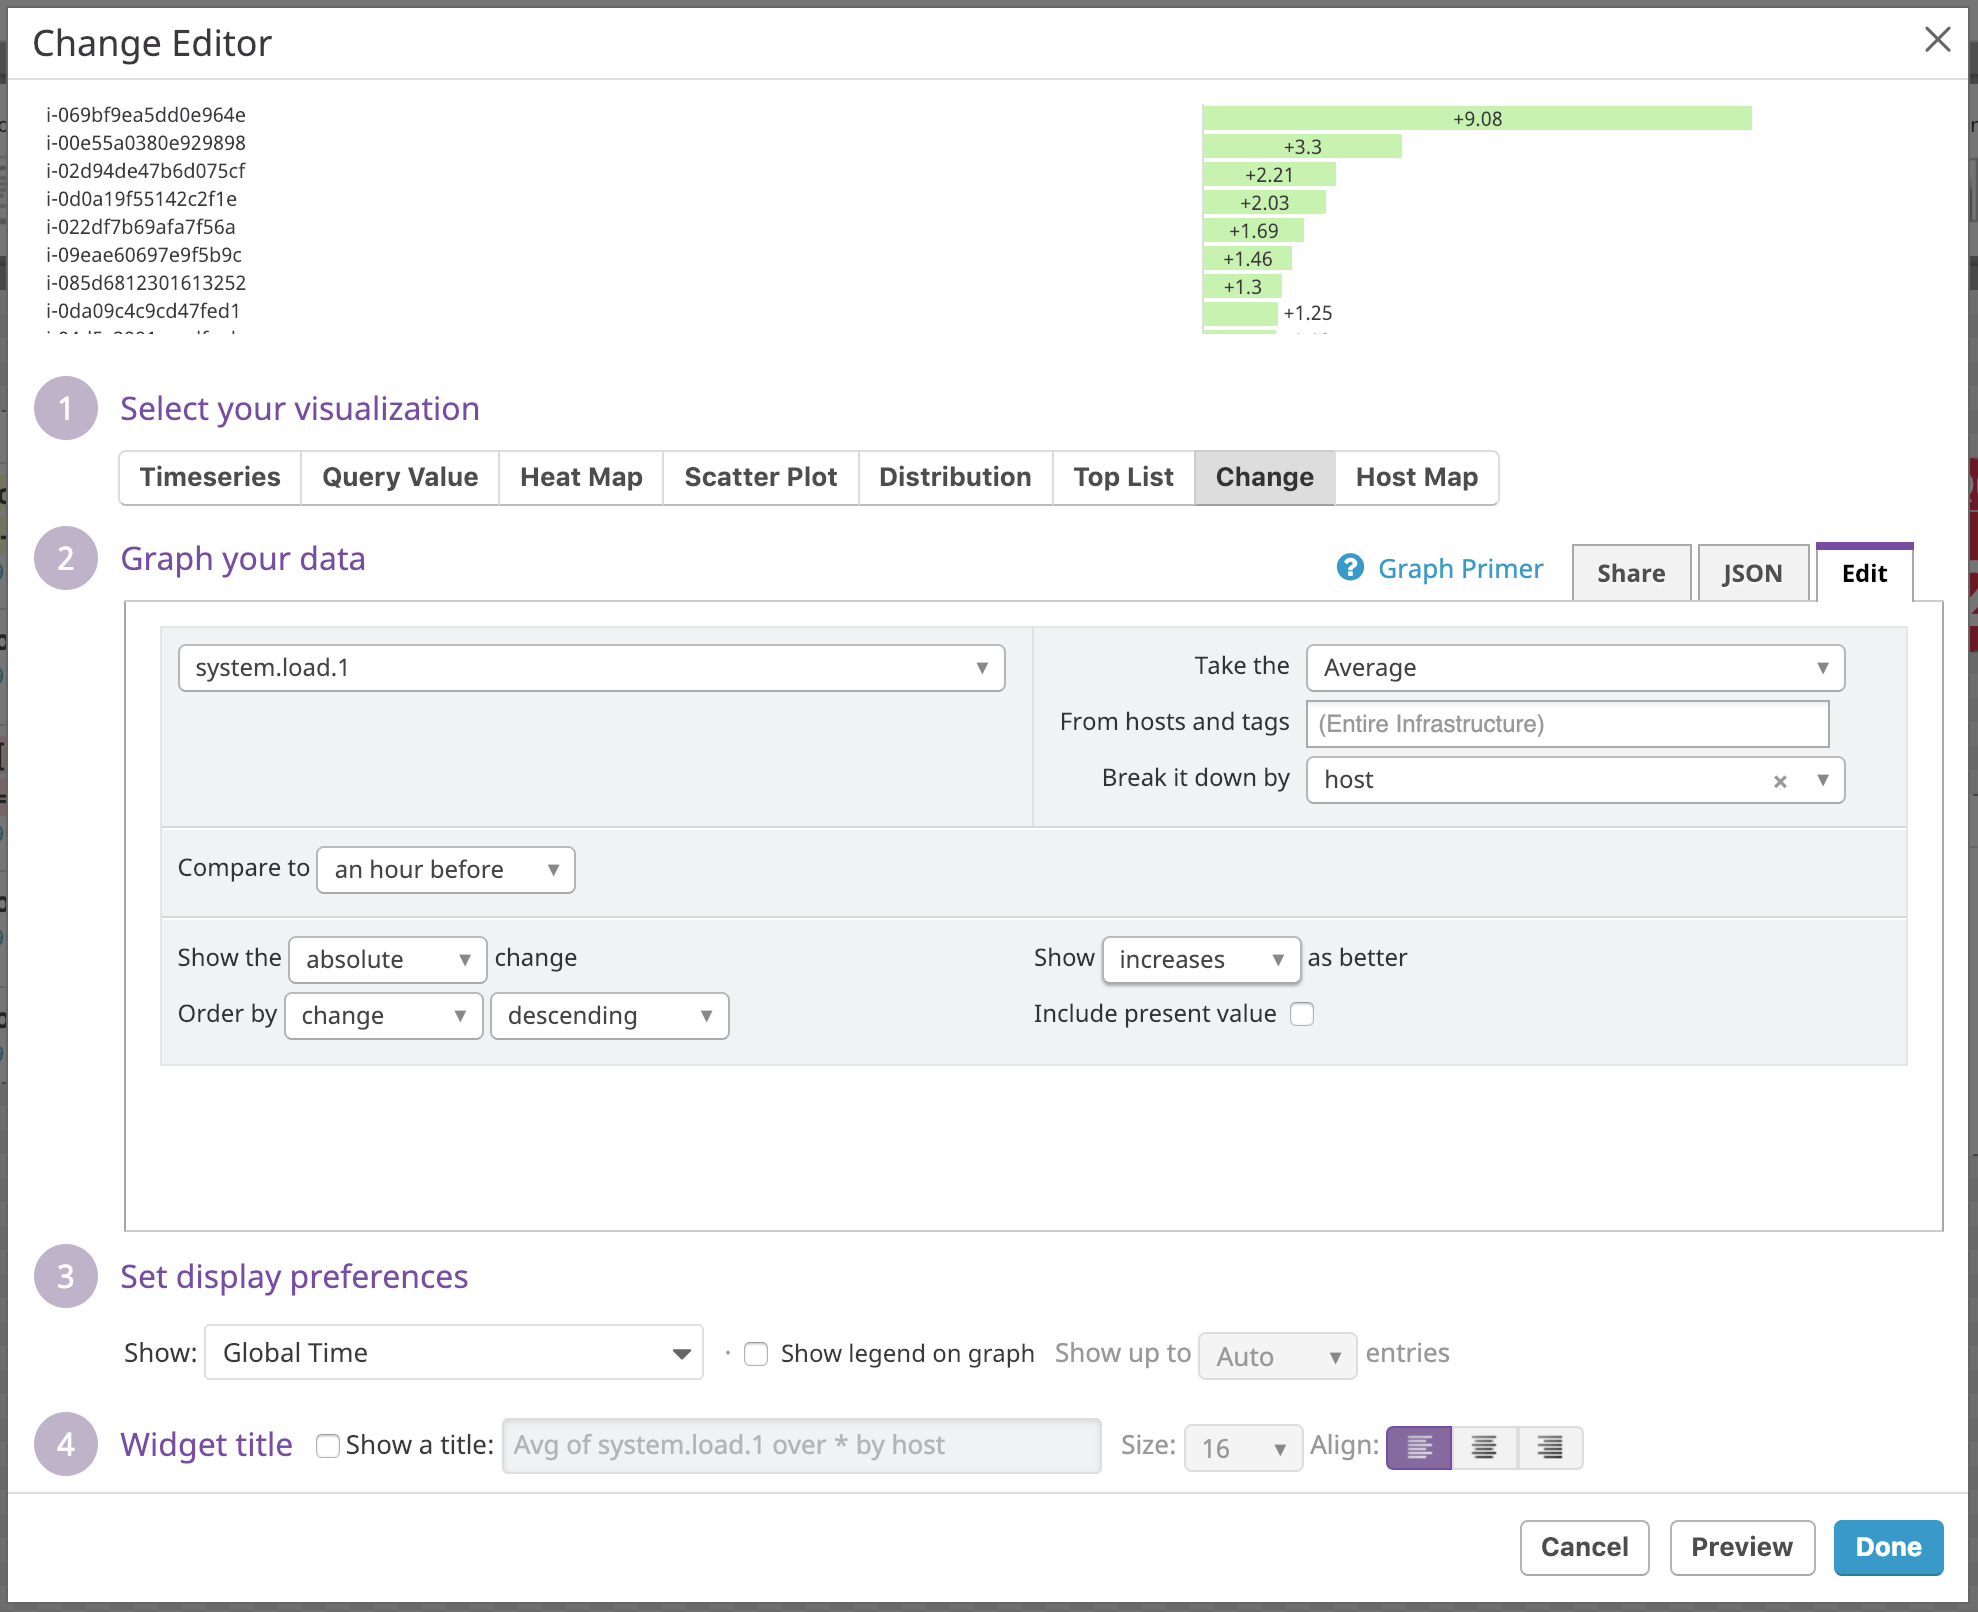 Change Editor
i-069bf9ea5dd0e964e +9.08
i-00e55a0380e929898 +3.3
i-02d94de47b6d075cf +2.21
i-0d0a19f55142c2f1e +2.03
i-022df7b69afa7f56a +1.69
i-09eae60697e9f5b9c +1.46
i-085d6812301613252 +1.3
i-0da09c4c9cd47fed1 +1.25
1 Select your visualization
Timeseries Query Value Heat Map Scatter Plot Distribution Top List Change Host Map
2 Graph your data ? Graph Primer Share JSON Edit
system.load.1 Take the Average
From hosts and tags (Entire Infrastructure)
Break it down by host ×
Compare to an hour before
Show the absolute change Show increases as better
Order by change descending Include present value
3 Set display preferences
Show: Global Time · Show legend on graph Show up to Auto entries
4 Widget title Show a title: Avg of system.load.1 over * by host Size: 16 Align:
Cancel Preview Done